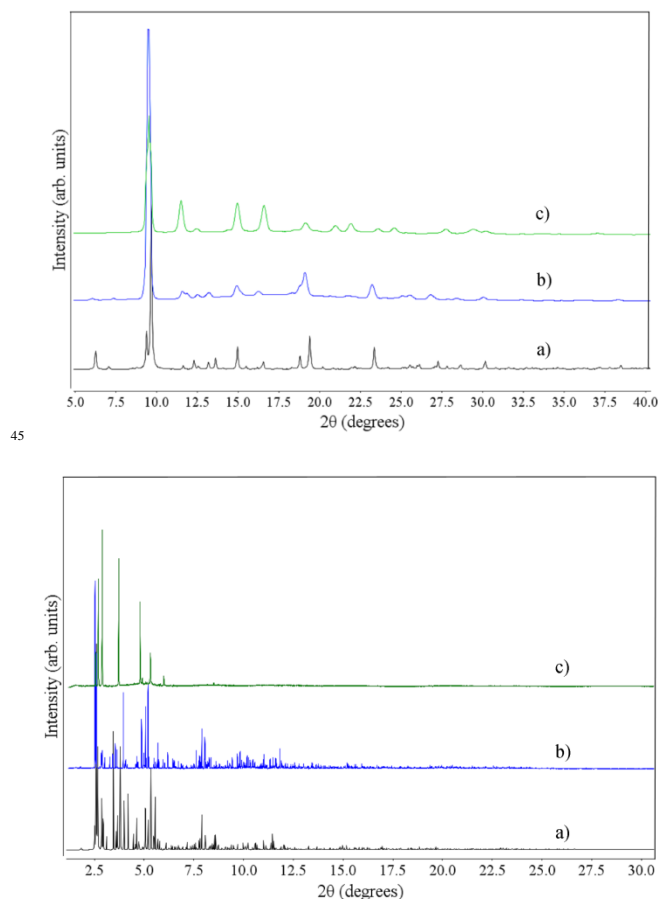 Intensity (arb. units)
c)
b)
a)
5.0 7.5 10.0 12.5 15.0 17.5 20.0 22.5 25.0 27.5 30.0 32.5 35.0 37.5 40.0
2θ (degrees)
45
Intensity (arb. units)
c)
b)
a)
2.5 5.0 7.5 10.0 12.5 15.0 17.5 20.0 22.5 25.0 27.5 30.0
2θ (degrees)